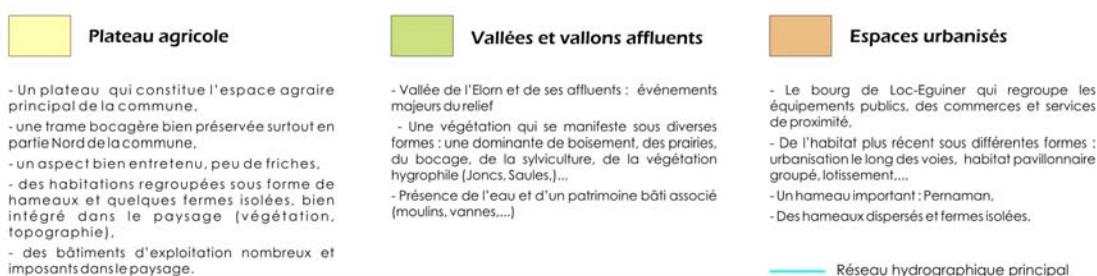 Plateau agricole
- Un plateau qui constitue l'espace agraire
principal de la commune,
- une trame bocagère bien préservée surtout en
partie Nord de la commune,
- un aspect bien entretenu, peu de friches,
- des habitations regroupées sous forme de
hameaux et quelques fermes isolées, bien
intégré dans le paysage (végétation,
topographie),
- des bâtiments d'exploitation nombreux et
imposants dans le paysage.
Vallées et vallons affluents
- Vallée de l'Elorn et de ses affluents : événements
majeurs du relief
- Une végétation qui se manifeste sous diverses
formes : une dominante de boisement, des prairies,
du bocage, de la sylviculture, de la végétation
hygrophile (Joncs, Saules,)...
- Présence de l'eau et d'un patrimoine bâti associé
(moulins, vannes,...)
Espaces urbanisés
- Le bourg de Loc-Eguiner qui regroupe les
équipements publics, des commerces et services
de proximité,
- De l'habitat plus récent sous différentes formes :
urbanisation le long des voies, habitat pavillonnaire
groupé, lotissement,...
- Un hameau important : Pernaman,
- Des hameaux dispersés et fermes isolées.
Réseau hydrographique principal